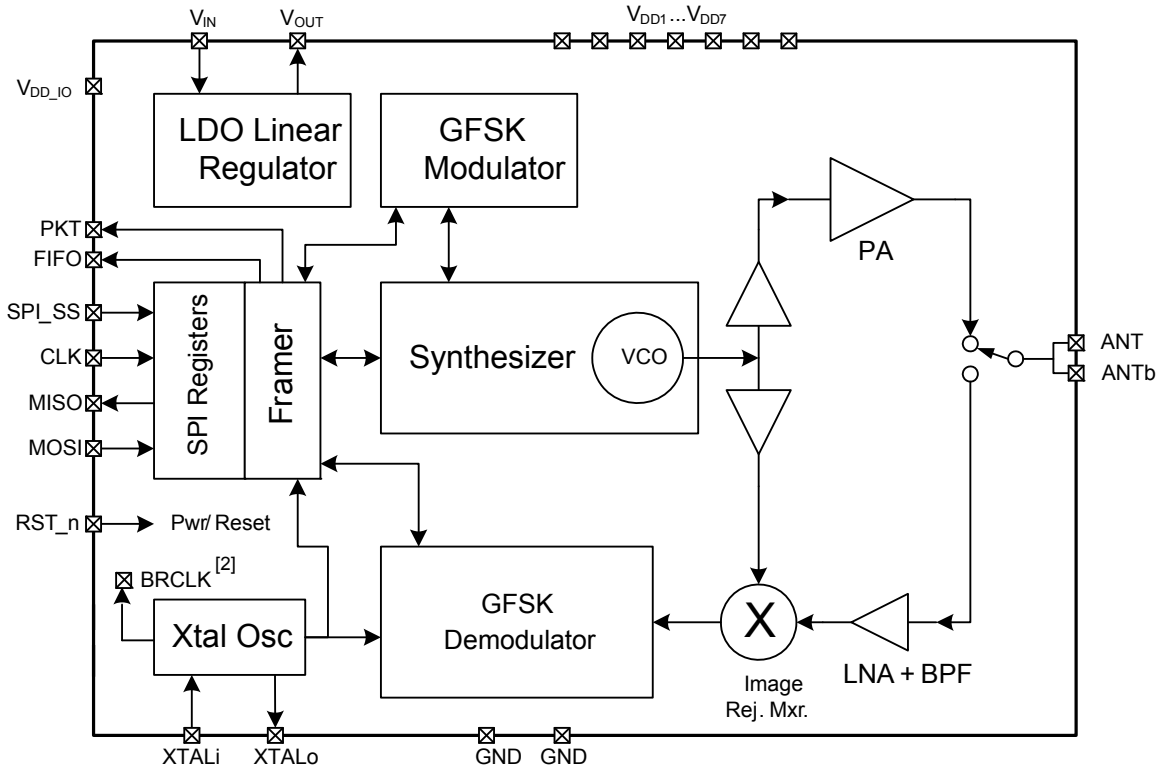 VIN
VOUT
VDD1...VDD7
VDD_IO
LDO Linear
Regulator
GFSK
Modulator
PKT
FIFO
SPI_SS
CLK
MISO
MOSI
SPI Registers
Framer
Synthesizer
VCO
PA
ANT
ANTb
RST_n
Pwr/ Reset
BRCLK [2]
Xtal Osc
GFSK
Demodulator
X
Image
Rej. Mxr.
LNA + BPF
XTALi
XTALo
GND
GND